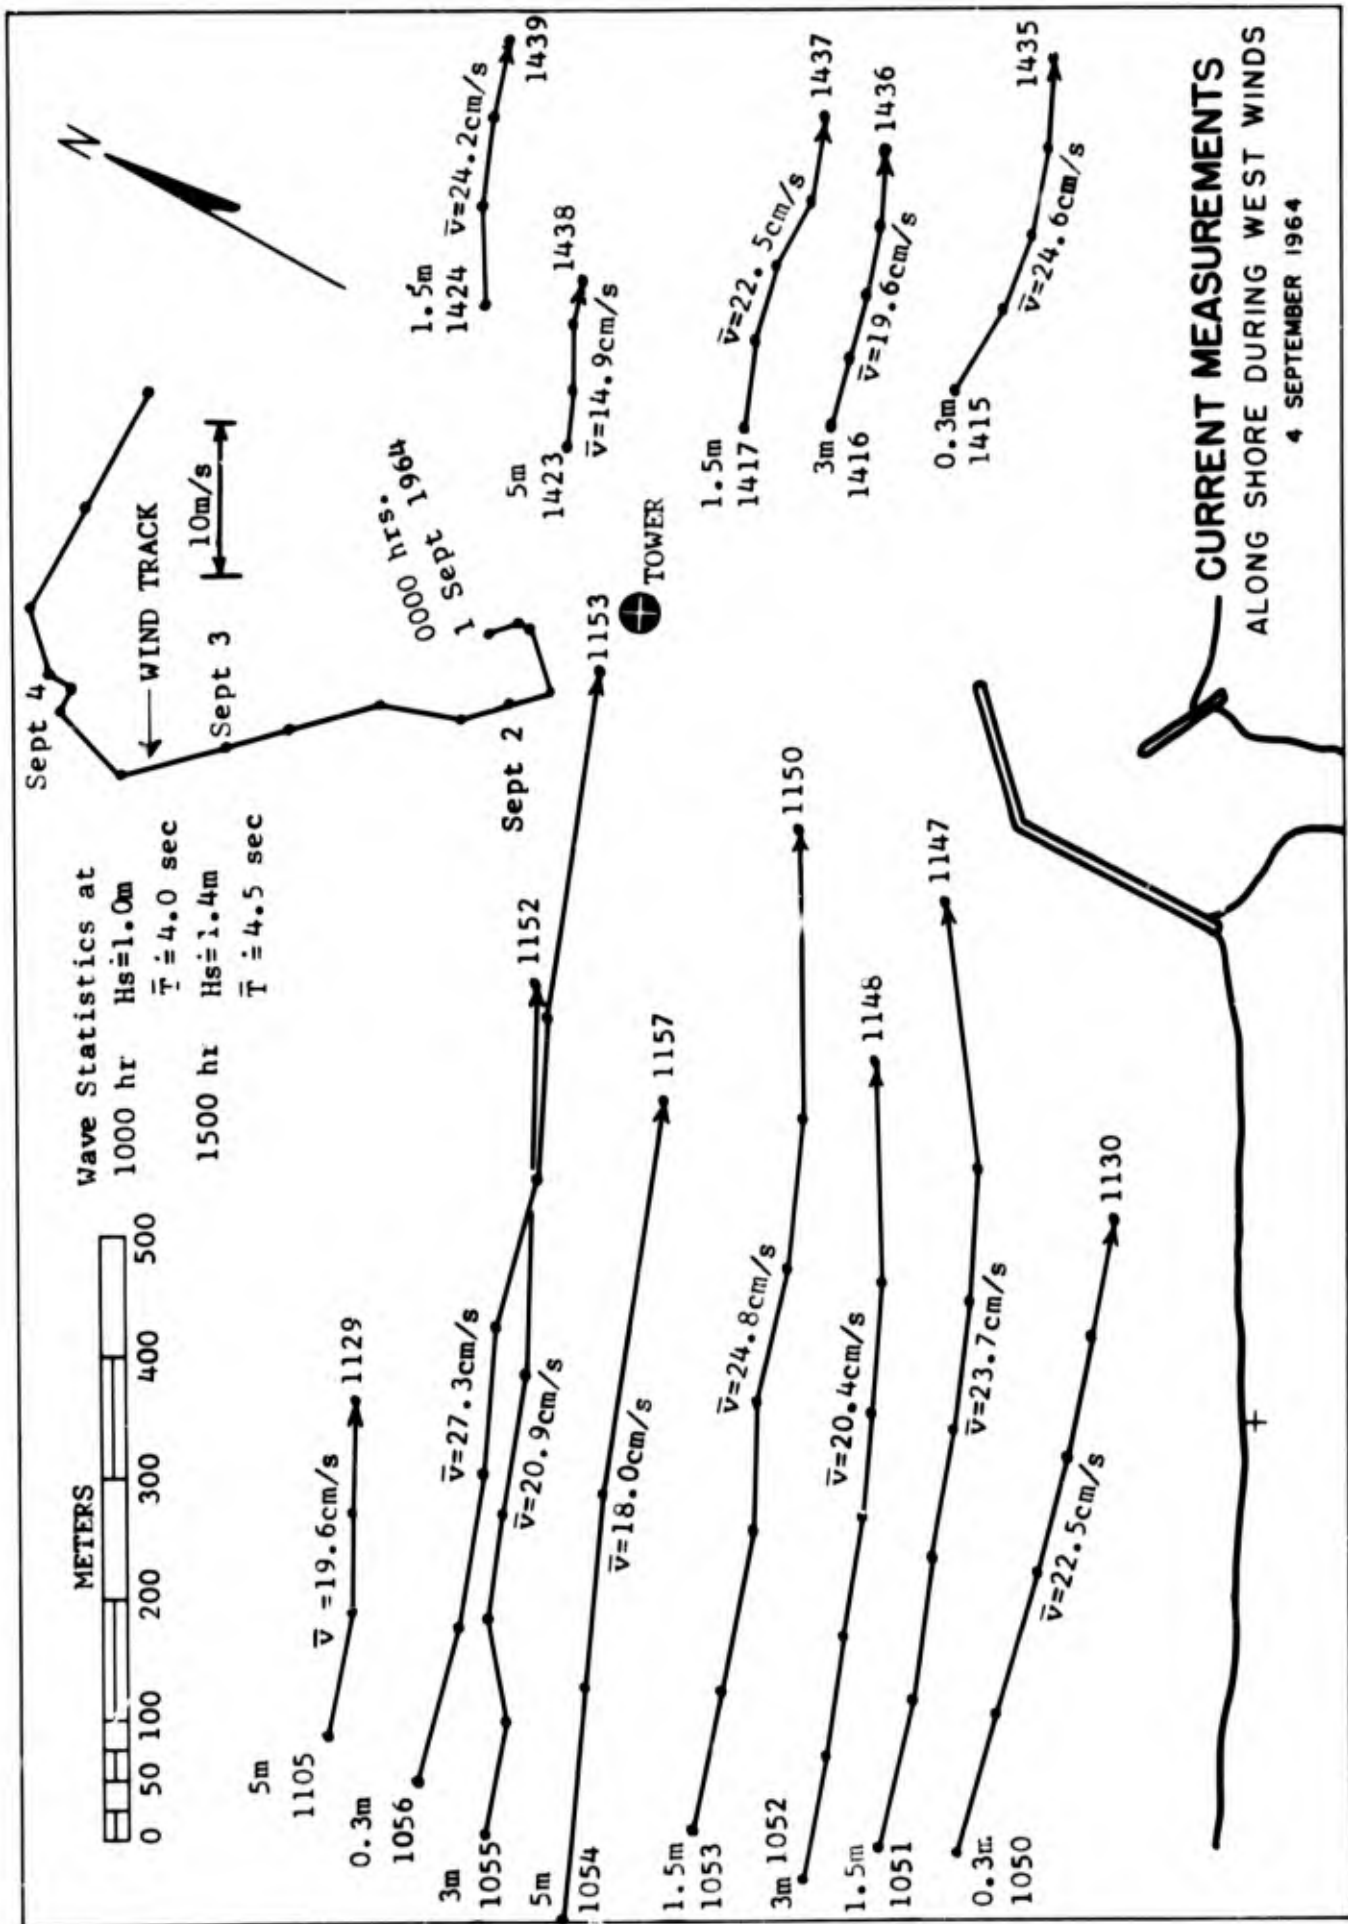 METERS
0 50 100 200 300 400 500
Wave Statistics at
1000 hr Hs≐1.0m
T̅ ≐4.0 sec
1500 hr Hs≐1.4m
T̅ ≐4.5 sec
Sept 4
WIND TRACK
Sept 3
10m/s
0000 hrs.
1 Sept 1964
Sept 2
N
5m
1105
v̅ =19.6cm/s
1129
0.3m
1056
v̅=27.3cm/s
1153
3m
1055
v̅=20.9cm/s
1152
5m
1054
v̅=18.0cm/s
1157
1.5m
1053
v̅=24.8cm/s
1150
3m 1052
v̅=20.4cm/s
1148
1.5m
1051
v̅=23.7cm/s
1147
0.3m
1050
v̅=22.5cm/s
1130
TOWER
1.5m
1424 v̅=24.2cm/s
1439
5m
1423
v̅=14.9cm/s
1438
1.5m
1417
v̅=22.5cm/s
1437
3m
1416
v̅=19.6cm/s
1436
0.3m
1415
v̅=24.6cm/s
1435
CURRENT MEASUREMENTS
ALONG SHORE DURING WEST WINDS
4 SEPTEMBER 1964